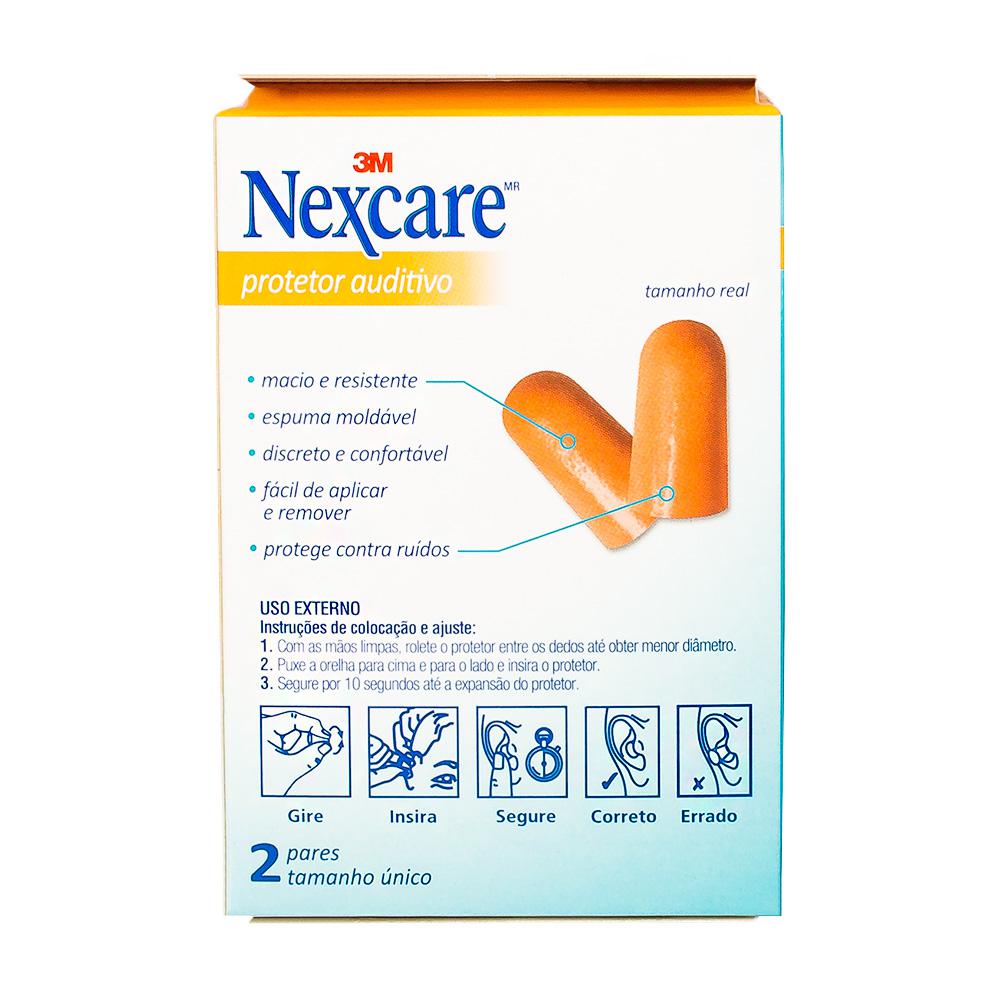 3M
Nexcare MR
protetor auditivo
tamanho real
• macio e resistente
• espuma moldável
• discreto e confortável
• fácil de aplicar
e remover
• protege contra ruídos
USO EXTERNO
Instruções de colocação e ajuste:
1. Com as mãos limpas, rolete o protetor entre os dedos até obter menor diâmetro.
2. Puxe a orelha para cima e para o lado e insira o protetor.
3. Segure por 10 segundos até a expansão do protetor.
Gire Insira Segure Correto Errado
2 pares
tamanho único